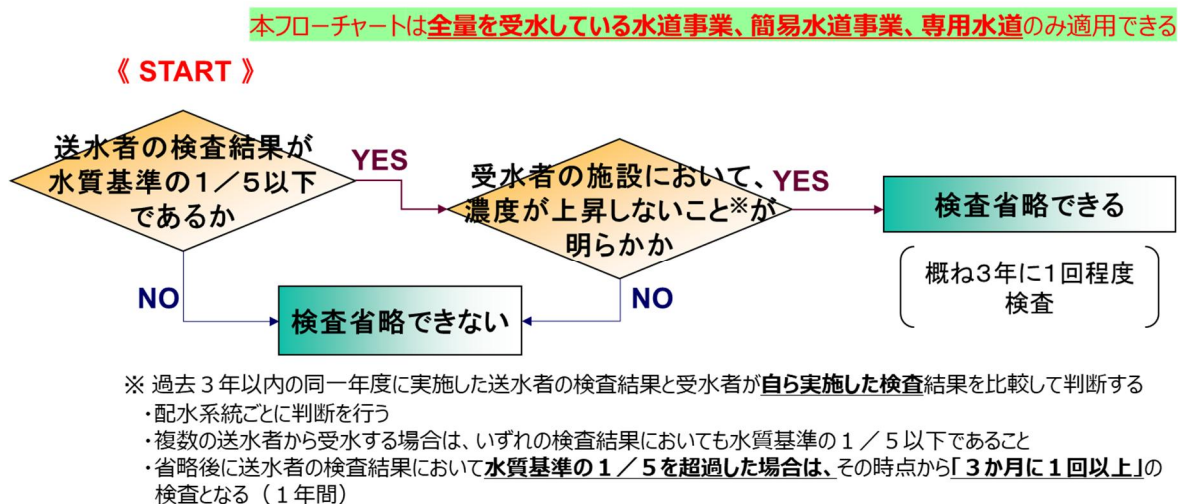 本フローチャートは全量を受水している水道事業、簡易水道事業、専用水道のみ適用できる
《 START 》
送水者の検査結果が
水質基準の１／５以下
であるか
YES
受水者の施設において、
濃度が上昇しないこと※が
明らかか
YES
検査省略できる
概ね３年に１回程度
検査
NO
検査省略できない
NO
※ 過去３年以内の同一年度に実施した送水者の検査結果と受水者が自ら実施した検査結果を比較して判断する
・配水系統ごとに判断を行う
・複数の送水者から受水する場合は、いずれの検査結果においても水質基準の１／５以下であること
・省略後に送水者の検査結果において水質基準の１／５を超過した場合は、その時点から「３か月に１回以上」の
検査となる（１年間）